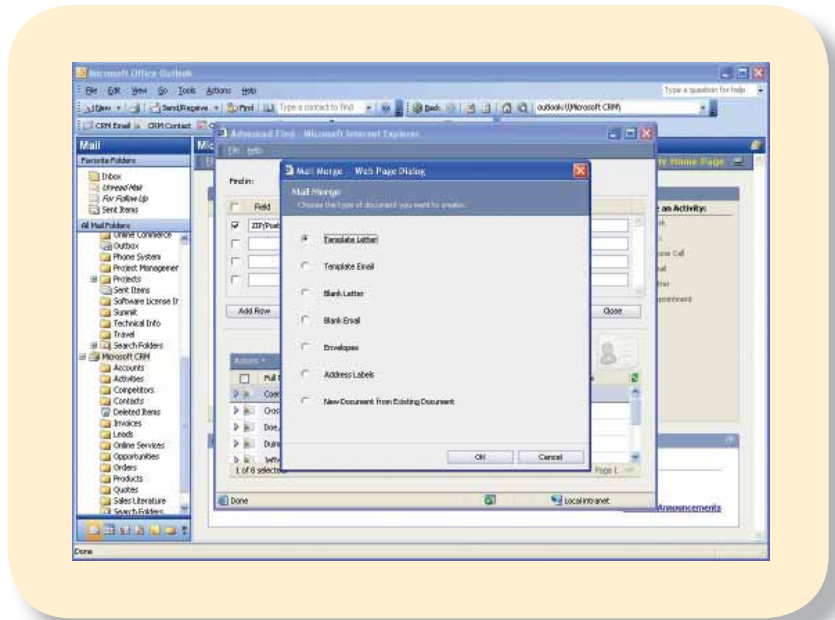 Microsoft Office Outlook
File Edit View Go Tools Actions Help
Type a question for help
New Send/Receive Find Type a contact to find Back outlook:\\Microsoft CRM\
CRM Email CRM Contact
Advanced Find - Microsoft Internet Explorer
File Help
Mail
Favorite Folders
Inbox
Unread Mail
For Follow Up
Sent Items
All Mail Folders
Online Commerce
Outbox
Phone System
Project Managemer
Projects
Sent Items
Software License Ir
Summit
Technical Info
Travel
Search Folders
Microsoft CRM
Accounts
Activities
Competitors
Contacts
Deleted Items
Invoices
Leads
Online Services
Opportunities
Orders
Products
Quotes
Sales Literature
Search Folders
Done
Find in:
Field
ZIP/Post
Add Row
Close
Actions
Full
Doe,
1 of 8 selected
Page 1
Done
Local intranet
Mail Merge -- Web Page Dialog
Mail Merge
Choose the type of document you want to create.
Template Letter
Template Email
Blank Letter
Blank Email
Envelopes
Address Labels
New Document from Existing Document
OK Cancel
Home Page
an Activity:
Call
Announcements